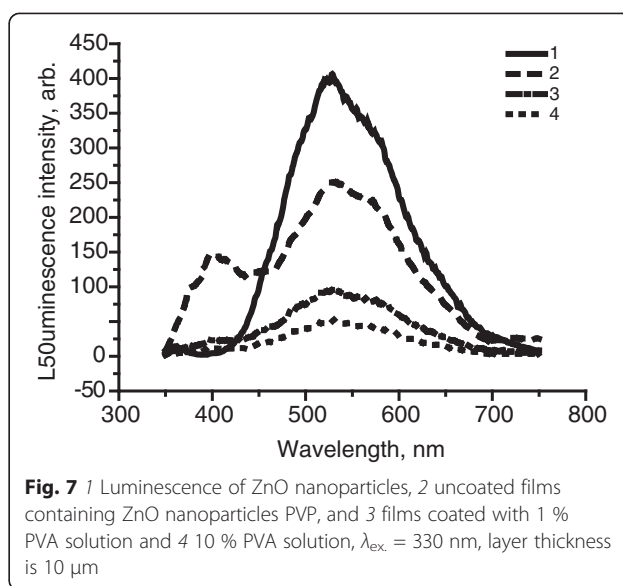 450
400
350
300
250
200
150
100
L50uminescence intensity, arb.
0
-50
300 400 500 600 700 800
Wavelength, nm
1
2
3
4
Fig. 7 1 Luminescence of ZnO nanoparticles, 2 uncoated films
containing ZnO nanoparticles PVP, and 3 films coated with 1 %
PVA solution and 4 10 % PVA solution, λex. = 330 nm, layer thickness
is 10 μm